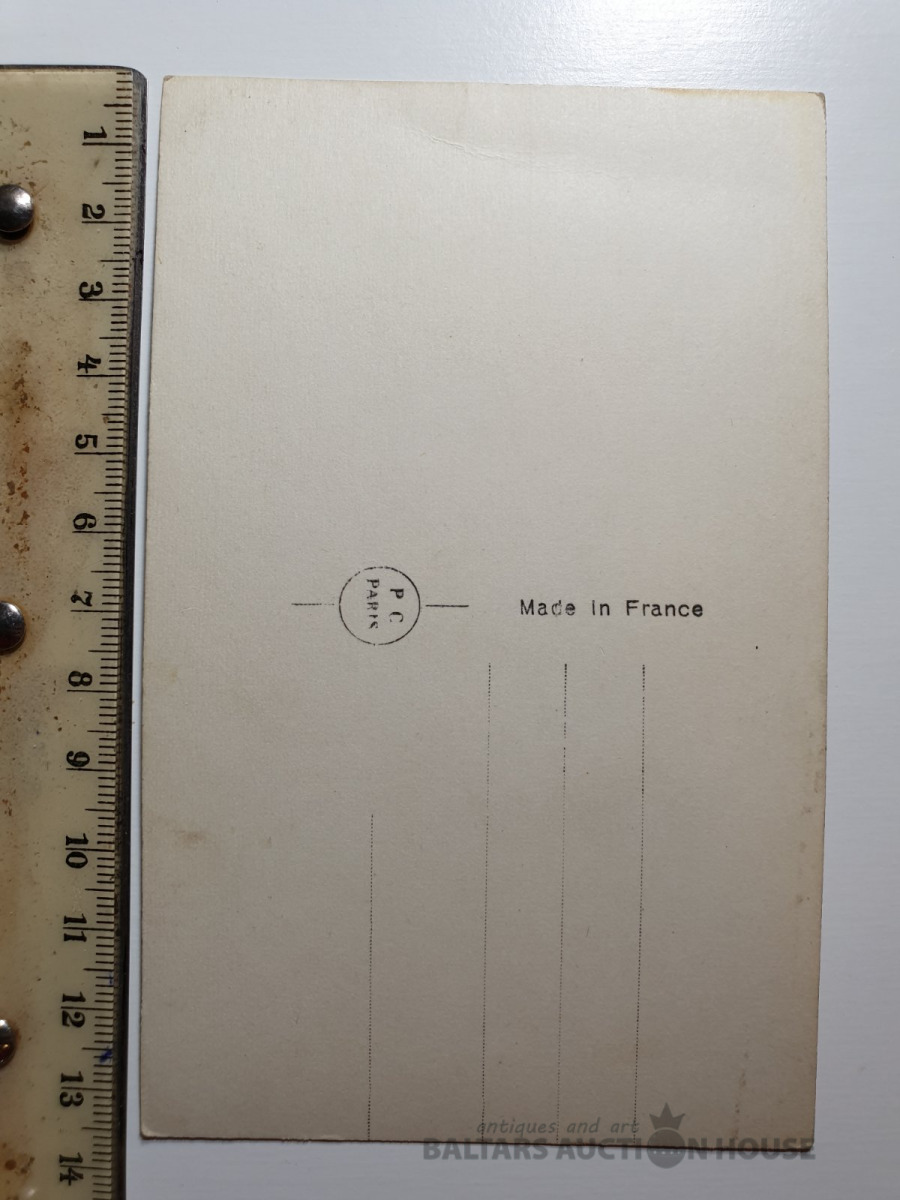 1
2
3
4
5
6
7
8
9
10
11
12
13
14
P C
PARIS
Made in France
antiques and art
BALTARS AUCTION HOUSE